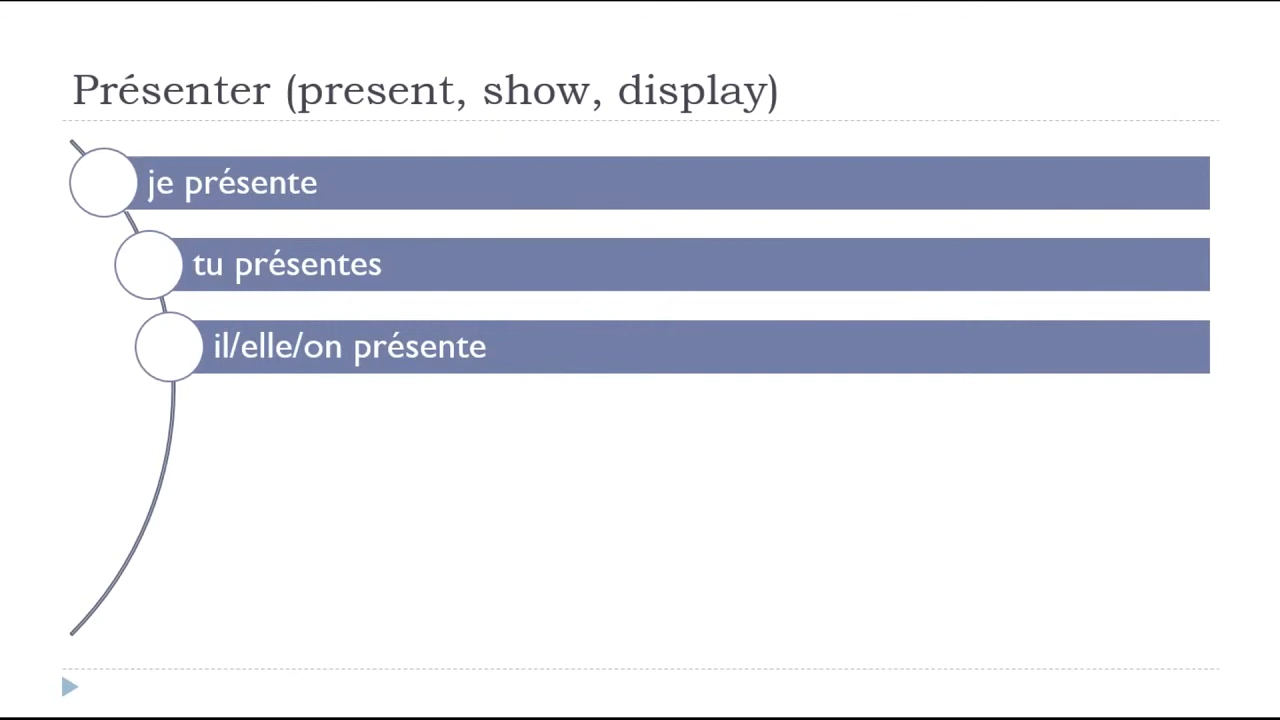 Présenter (present, show, display)
je présente
tu présentes
il/elle/on présente